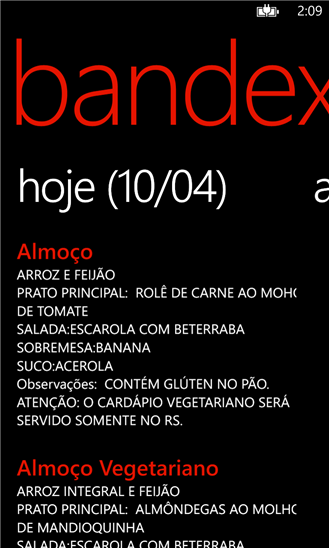 2:09
bandex
hoje (10/04)
a
Almoço
ARROZ E FEIJÃO
PRATO PRINCIPAL: ROLÊ DE CARNE AO MOHO
DE TOMATE
SALADA:ESCAROLA COM BETERRABA
SOBREMESA:BANANA
SUCO:ACEROLA
Observações: CONTÉM GLÚTEN NO PÃO.
ATENÇÃO: O CARDÁPIO VEGETARIANO SERÁ
SERVIDO SOMENTE NO RS.
Almoço Vegetariano
ARROZ INTEGRAL E FEIJÃO
PRATO PRINCIPAL: ALMÔNDEGAS AO MOLHO
DE MANDIOQUINHA
SALADA:ESCAROLA COM BETERRABA